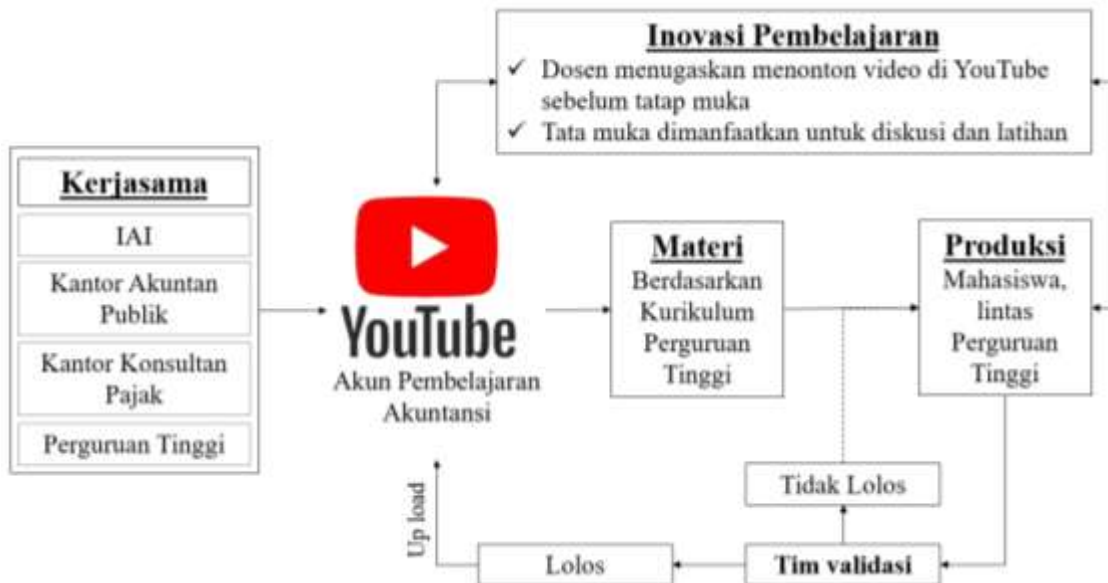 Inovasi Pembelajaran
✓ Dosen menugaskan menonton video di YouTube
sebelum tatap muka
✓ Tata muka dimanfaatkan untuk diskusi dan latihan
Kerjasama
IAI
Kantor Akuntan
Publik
Kantor Konsultan
Pajak
Perguruan Tinggi
YouTube
Akun Pembelajaran
Akuntansi
Materi
Berdasarkan
Kurikulum
Perguruan
Tinggi
Produksi
Mahasiswa,
lintas
Perguruan
Tinggi
Tidak Lolos
Up load
Lolos
Tim validasi